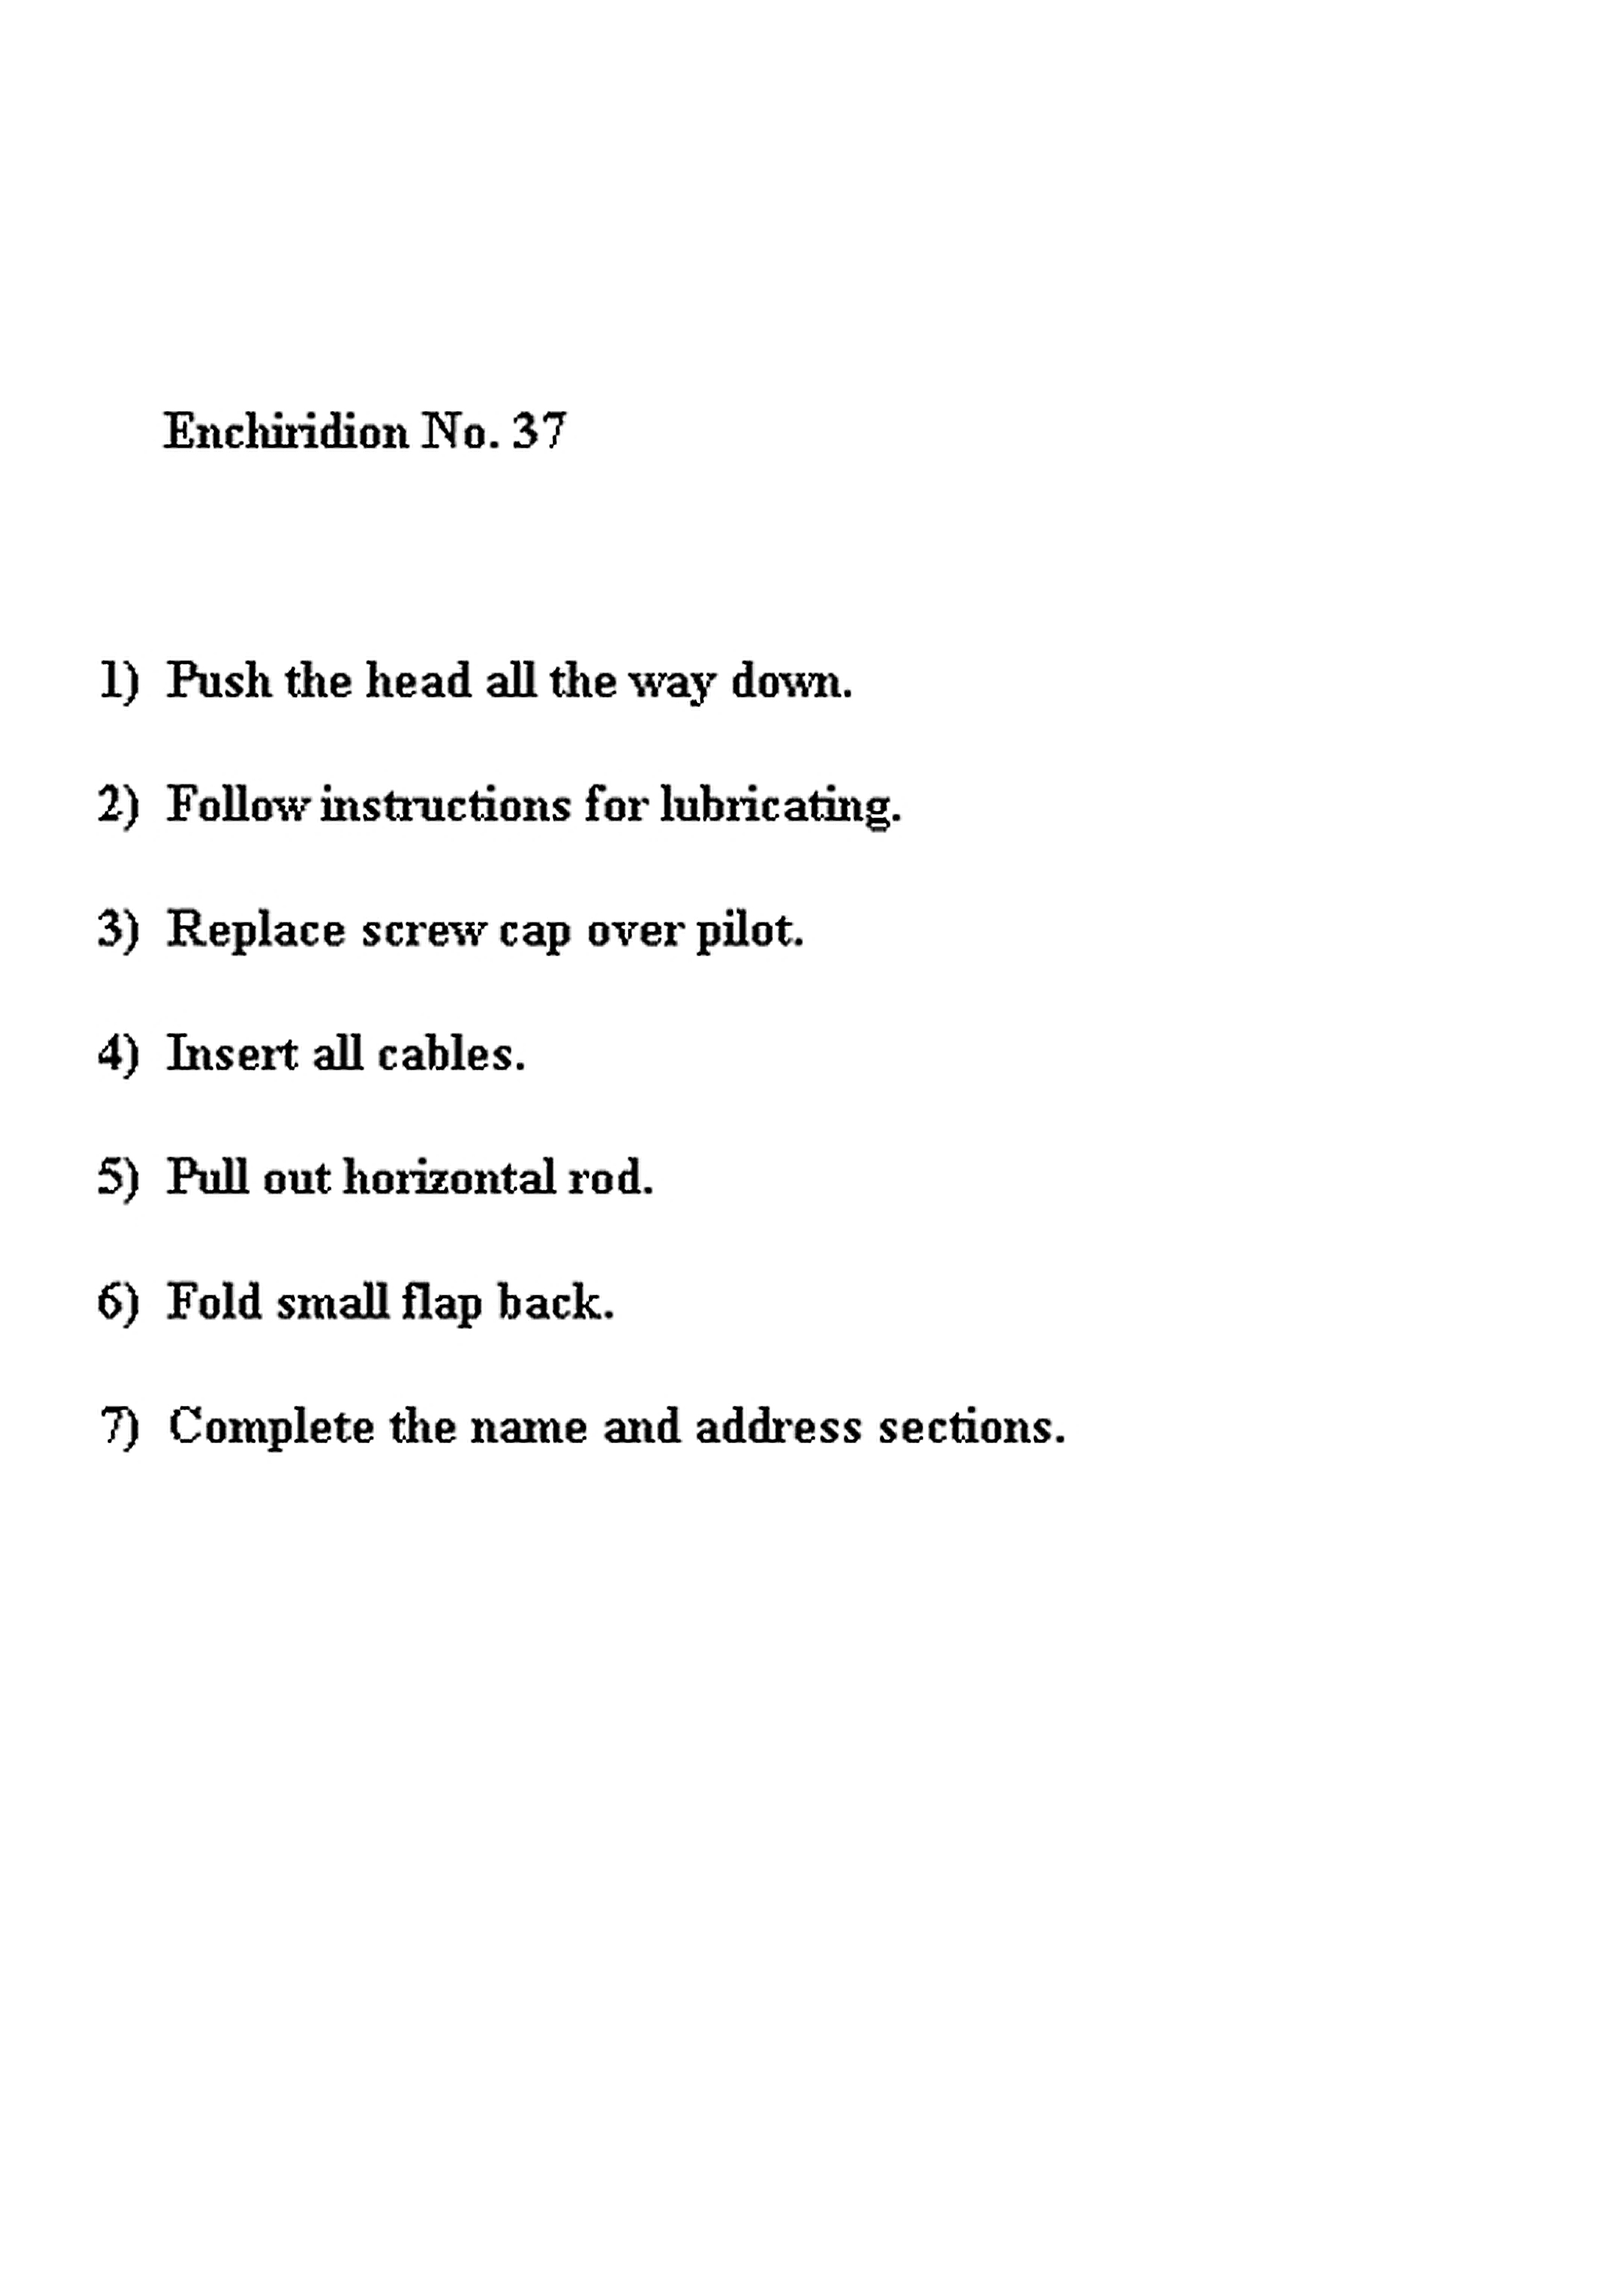 Enchiridion No. 37
1) Push the head all the way down.
2) Follow instructions for lubricating.
3) Replace screw cap over pilot.
4) Insert all cables.
5) Pull out horizontal rod.
6) Fold small flap back.
7) Complete the name and address sections.